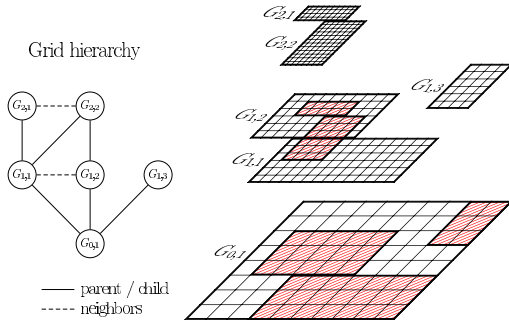 Grid hierarchy
G2,1
G2,2
G1,1
G1,2
G1,3
G0,1
parent / child
neighbors
G2,1
G2,2
G1,3
G1,2
G1,1
G0,1